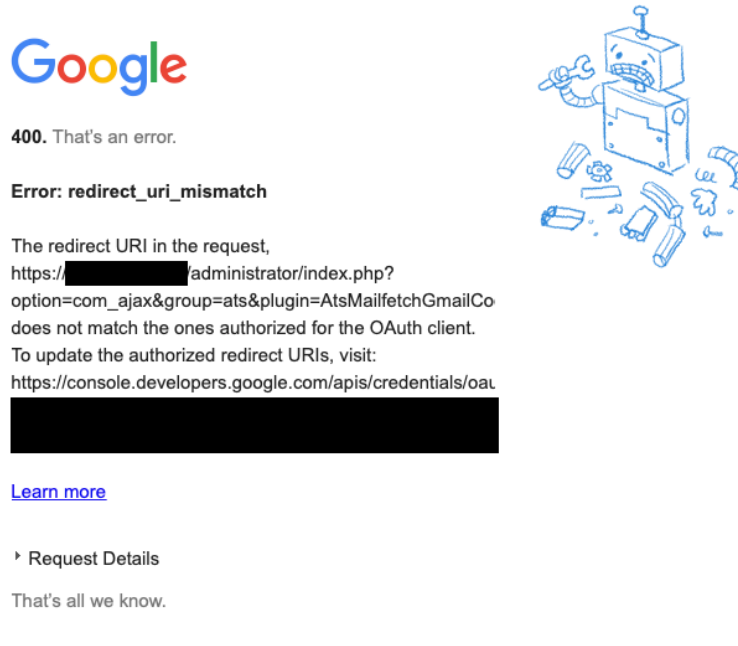 Google
400. That's an error.
Error: redirect_uri_mismatch
The redirect URI in the request,
https:// /administrator/index.php?
option=com_ajax&group=ats&plugin=AtsMailfetchGmailCo
does not match the ones authorized for the OAuth client.
To update the authorized redirect URIs, visit:
https://console.developers.google.com/apis/credentials/oau
Learn more
Request Details
That's all we know.